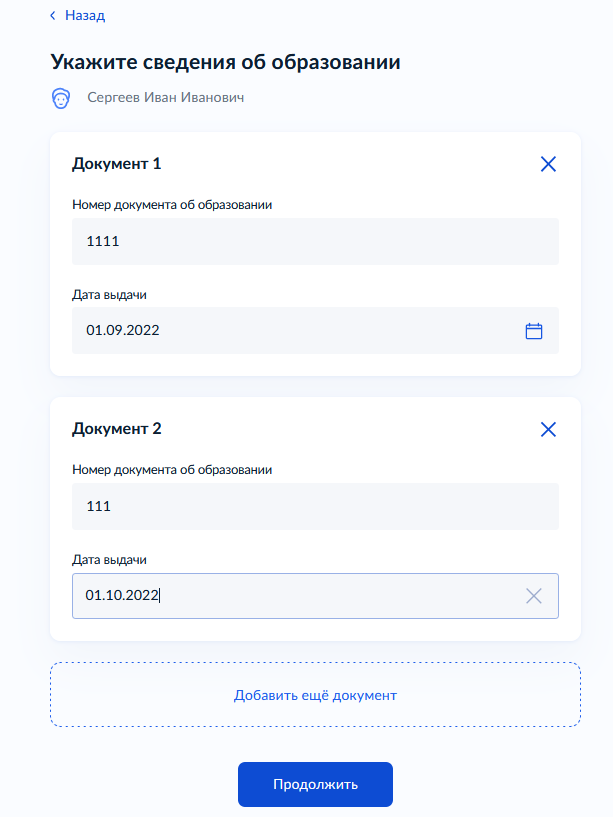 Назад
Укажите сведения об образовании
Сергеев Иван Иванович
Документ 1
Номер документа об образовании
1111
Дата выдачи
01.09.2022
Документ 2
Номер документа об образовании
111
Дата выдачи
01.10.2022
Добавить ещё документ
Продолжить